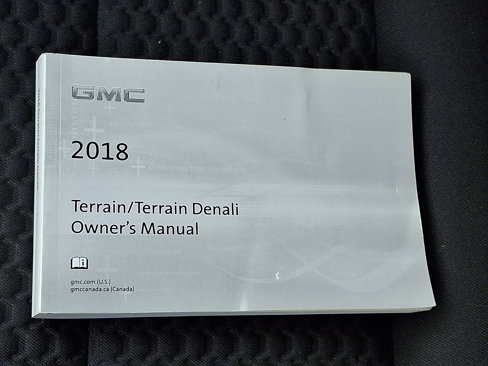 GMC
2018
Terrain/Terrain Denali
Owner's Manual
gmc.com (U.S.)
gmccanada.ca (Canada)